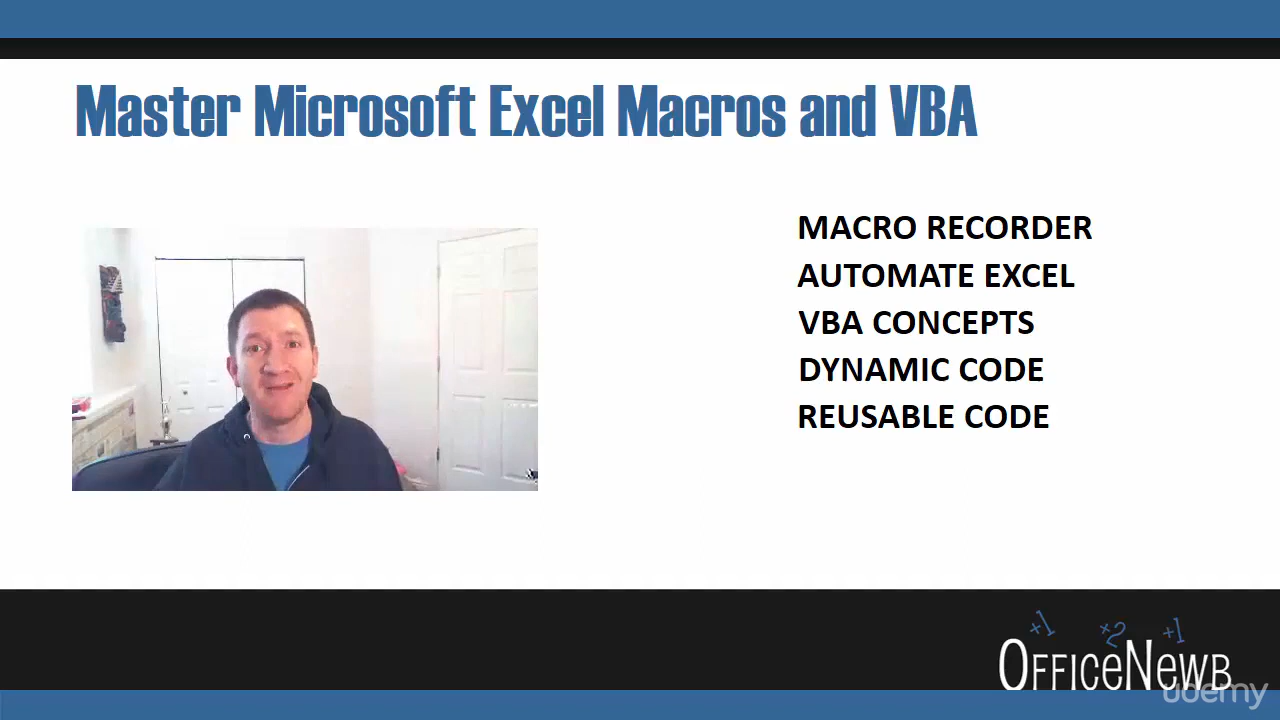 Master Microsoft Excel Macros and VBA
MACRO RECORDER
AUTOMATE EXCEL
VBA CONCEPTS
DYNAMIC CODE
REUSABLE CODE
+1 ×2 +1
OFFICENEWB
udemy